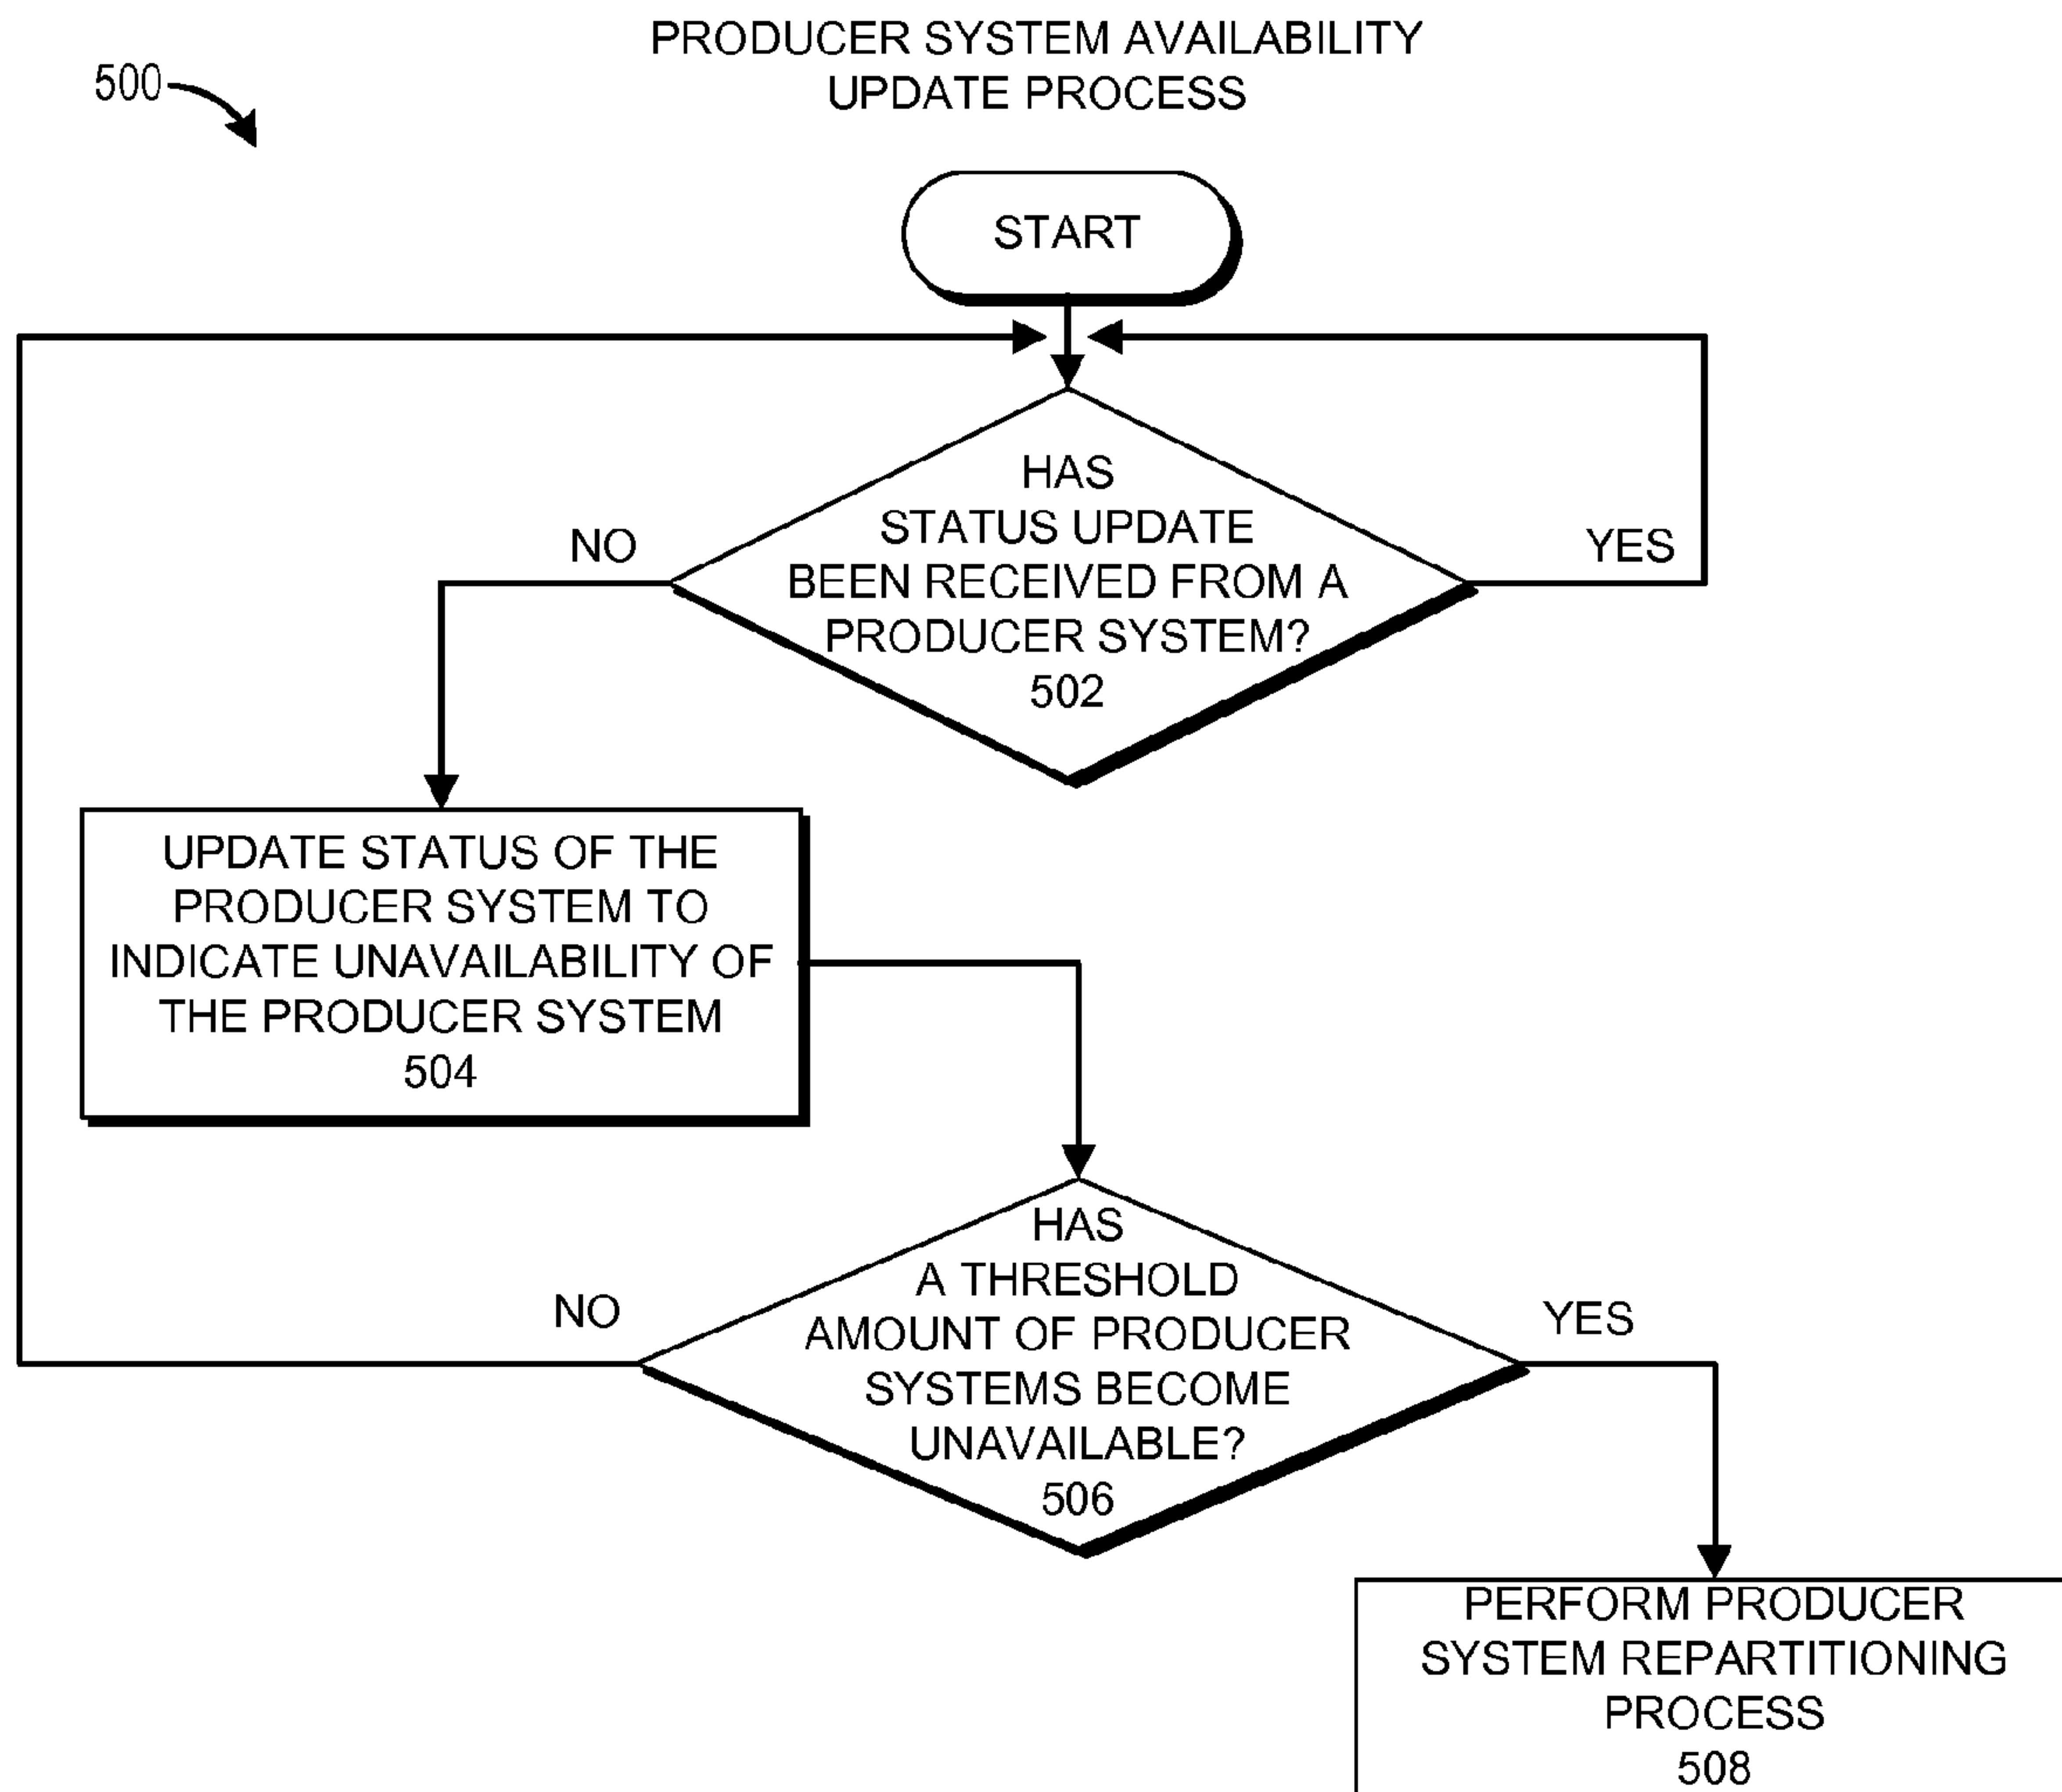 PRODUCER SYSTEM AVAILABILITY
UPDATE PROCESS
500
START
HAS
STATUS UPDATE
BEEN RECEIVED FROM A
PRODUCER SYSTEM?
502
NO
YES
UPDATE STATUS OF THE
PRODUCER SYSTEM TO
INDICATE UNAVAILABILITY OF
THE PRODUCER SYSTEM
504
HAS
A THRESHOLD
AMOUNT OF PRODUCER
SYSTEMS BECOME
UNAVAILABLE?
506
NO
YES
PERFORM PRODUCER
SYSTEM REPARTITIONING
PROCESS
508